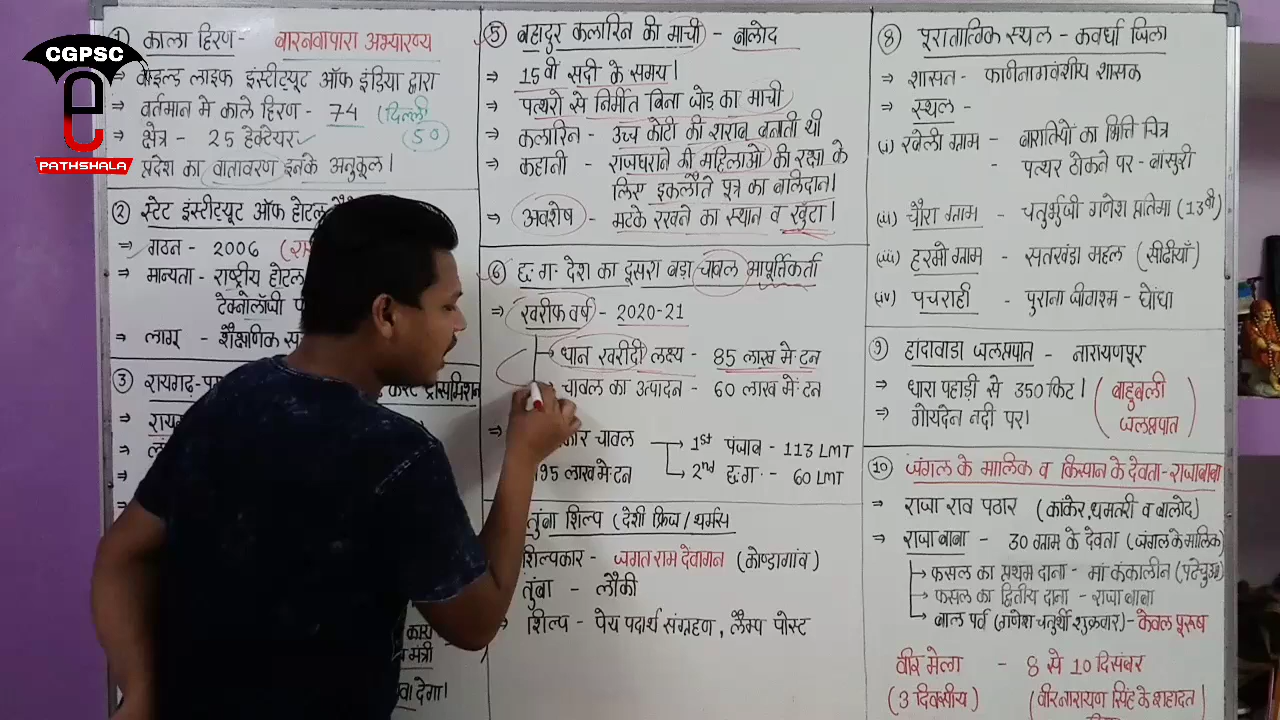 CGPSC
e
PATHSHALA
① काला हिरण- बारनवापारा अभ्यारण्य
⇒ वाइल्ड लाइफ इंस्टीट्यूट ऑफ इंडिया द्वारा
⇒ वर्तमान मे काले हिरण - 74 (दिल्ली
50
⇒ क्षेत्र - 25 हेक्टेयर
प्रदेश का वातावरण इनके अनुकूल।
② स्टेट इंस्टीट्यूट ऑफ होटल
⇒ गठन - 2006
⇒ मान्यता - राष्ट्रीय होटल
टेक्नोलॉजी
⇒ लाभ - शैक्षणिक
③ रायगढ़-
ट्रांसमिशन
मंत्री
देगा।
⑤ बहादुर कलारिन की माची - बालोद
⇒ 15वी सदी के समय।
⇒ पत्थरो से निर्मित बिना जोड का माची
⇒ कलारिन - उच्च कोटी की शराब बनाती थी
⇒ कहानी - राजघराने की महिलाओ की रक्षा के
लिए इकलौते पुत्र का बलिदान।
⇒ अवशेष - मटके रखने का स्थान व खुँटा।
⑥ छ.ग. देश का दूसरा बड़ा चावल आपूर्त्तिकर्ता
⇒ खरीफ वर्ष - 2020-21
→ धान खरीदी लक्ष्य - 85 लाख मे. टन
चावल का उत्पादन - 60 लाख मे. टन
⇒ चावल → 1st पंजाब - 113 LMT
95 लाख मे. टन → 2nd छ.ग. - 60 LMT
तुंबा शिल्प (देशी फ्रिज / थर्मस
शिल्पकार - जगत राम देवांगन (कोण्डागांव)
तुंबा - लौकी
⇒ शिल्प - पेय पदार्थ संग्रहण, लैम्प पोस्ट
⑧ पुरातात्विक स्थल - कवर्धा जिला
⇒ शासन - फणीनागवंशीय शासक
⇒ स्थल -
(i) ग्राम - बारातियों का भित्ति चित्र
- पत्थर ठोकने पर - बांसुरी
(ii) चौरा ग्राम - चतुर्भुजी गणेश प्रतिमा (13वी)
(iii) हरमो ग्राम - सतखंडा महल (सीढीयाँ)
(iv) पचराही - पुराना जीवाश्म - घोंघा
⑨ हांदावाडा जलप्रपात - नारायणपुर
⇒ धारा पहाड़ी से 350 फिट। (बाहुबली
⇒ गोयदेन नदी पर। जलप्रपात)
⑩ जंगल के मालिक व किसान के देवता - राजाबाबा
⇒ राजा राव पठार (कांकेर, धमतरी व बालोद)
⇒ राजा बाबा - 30 ग्राम के देवता (जंगल के मालिक)
→ फसल का प्रथम दाना - मां कंकालीन
→ फसल का द्वितीय दाना - राजा बाबा
→ बाल पर्व (गणेश चतुर्थी शुक्रवार) - केवल पुरूष
वीर मेला - 8 से 10 दिसंबर
(3 दिवसीय) (वीरनारायण सिंह के शहादत